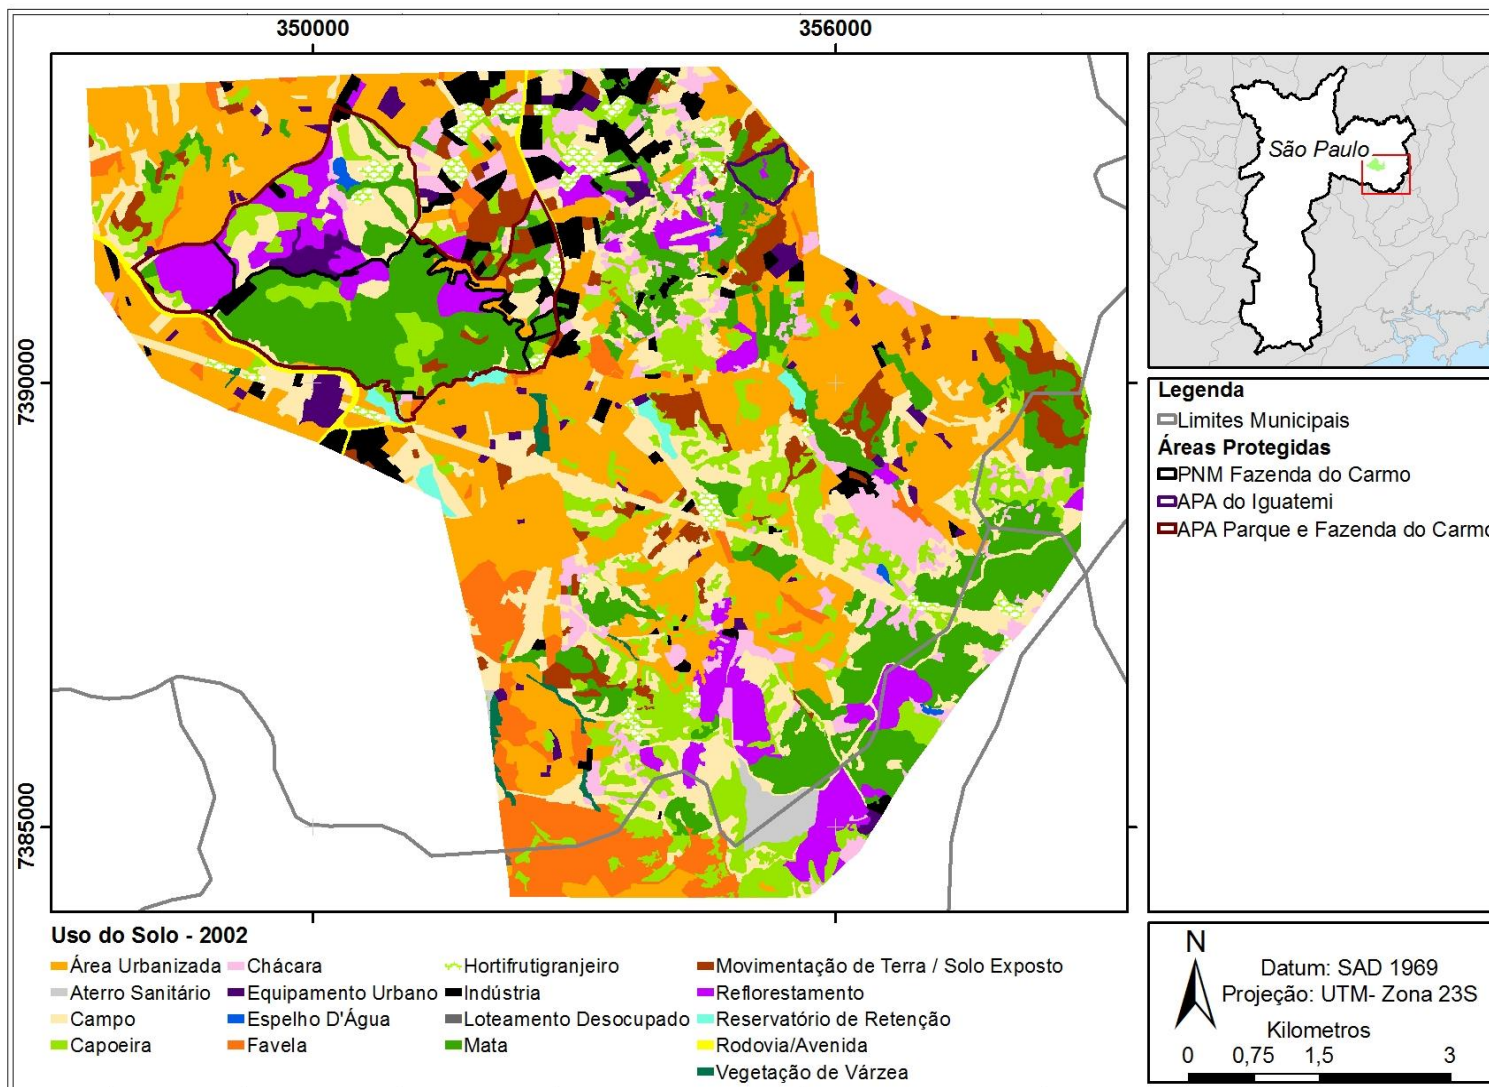 350000
356000
7390000
7385000
São Paulo
Legenda
Limites Municipais
Áreas Protegidas
PNM Fazenda do Carmo
APA do Iguatemi
APA Parque e Fazenda do Carmo
Uso do Solo - 2002
Área Urbanizada
Aterro Sanitário
Campo
Capoeira
Chácara
Equipamento Urbano
Espelho D'Água
Favela
Hortifrutigranjeiro
Indústria
Loteamento Desocupado
Mata
Movimentação de Terra / Solo Exposto
Reflorestamento
Reservatório de Retenção
Rodovia/Avenida
Vegetação de Várzea
N
Datum: SAD 1969
Projeção: UTM- Zona 23S
Kilometros
0 0,75 1,5 3